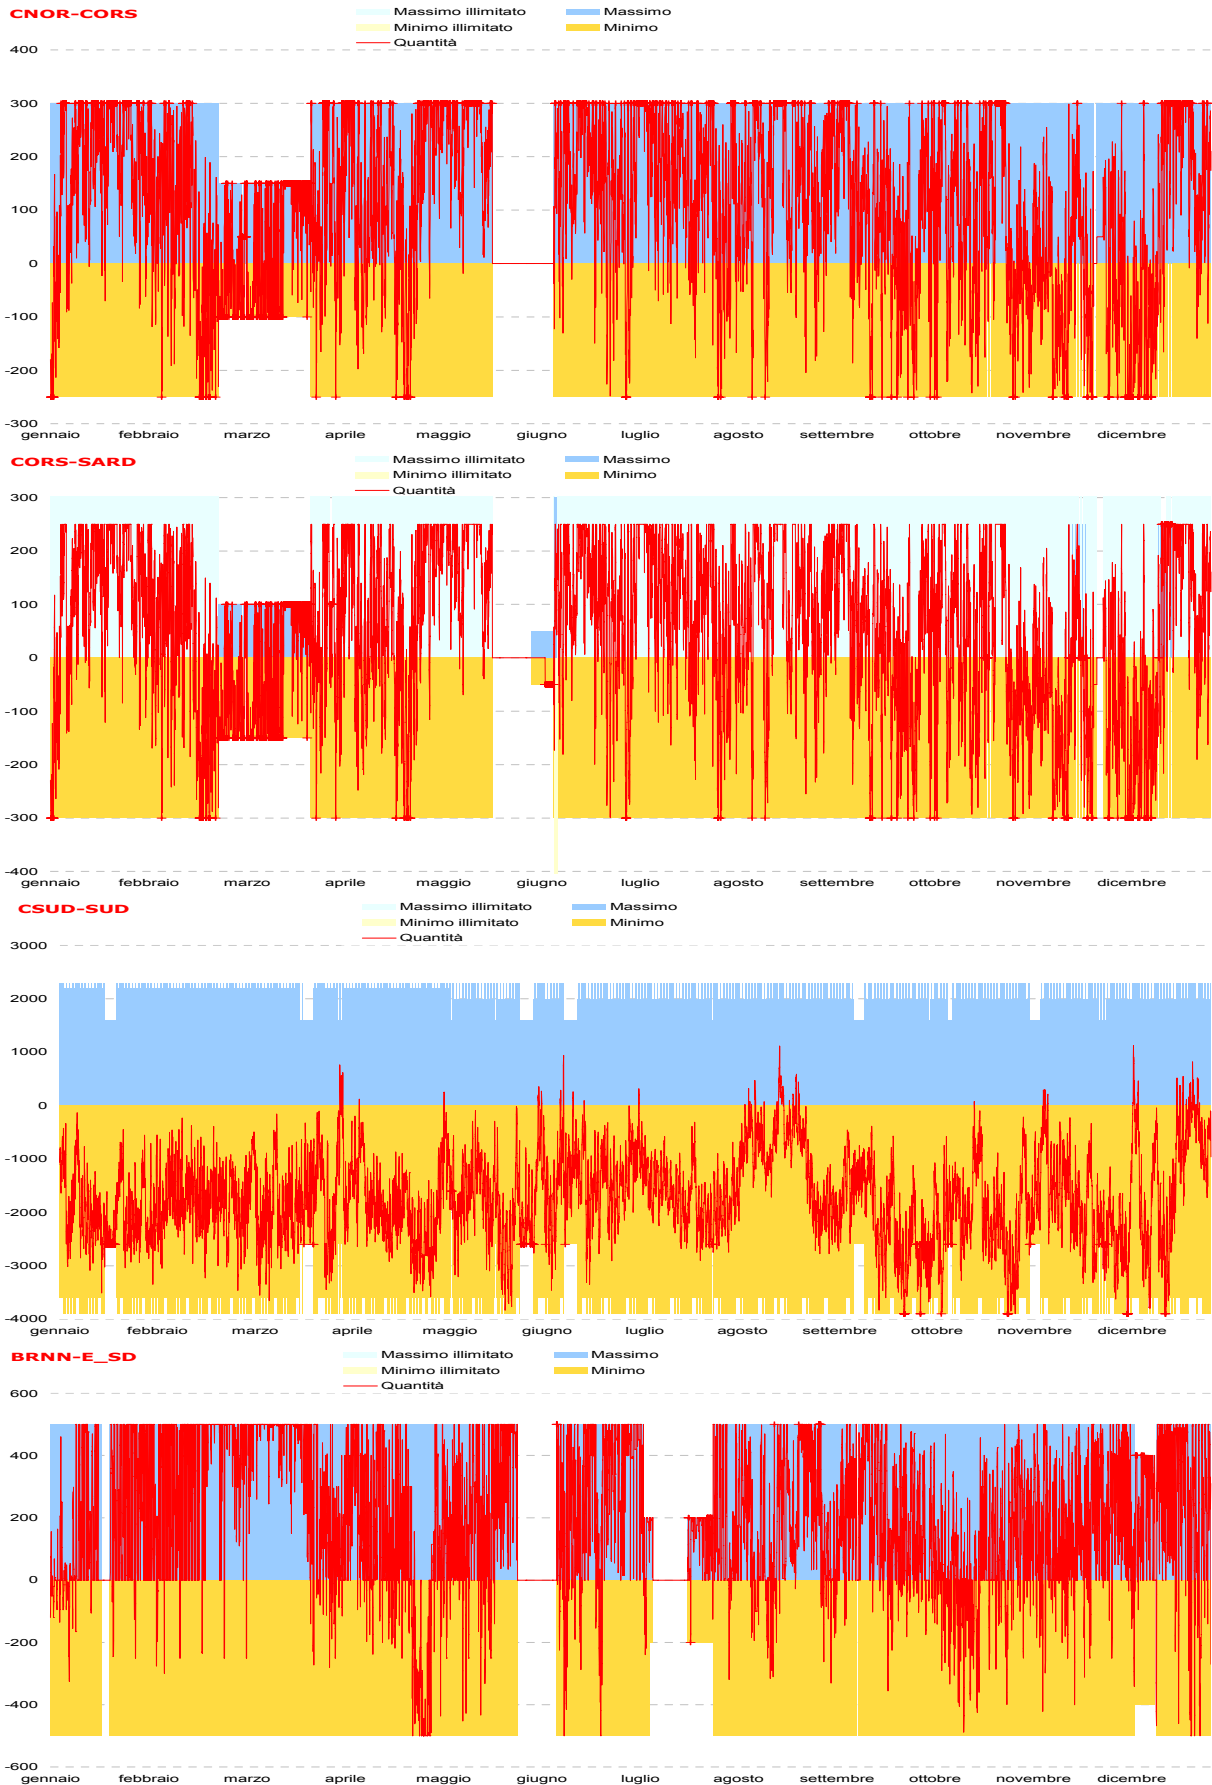 CNOR-CORS
Massimo illimitato Massimo
Minimo illimitato Minimo
Quantità
400
300
200
100
0
-100
-200
-300
gennaio febbraio marzo aprile maggio giugno luglio agosto settembre ottobre novembre dicembre
CORS-SARD
Massimo illimitato Massimo
Minimo illimitato Minimo
Quantità
300
200
100
0
-100
-200
-300
-400
gennaio febbraio marzo aprile maggio giugno luglio agosto settembre ottobre novembre dicembre
CSUD-SUD
Massimo illimitato Massimo
Minimo illimitato Minimo
Quantità
3000
2000
1000
0
-1000
-2000
-3000
-4000
gennaio febbraio marzo aprile maggio giugno luglio agosto settembre ottobre novembre dicembre
BRNN-E_SD
Massimo illimitato Massimo
Minimo illimitato Minimo
Quantità
600
400
200
0
-200
-400
-600
gennaio febbraio marzo aprile maggio giugno luglio agosto settembre ottobre novembre dicembre